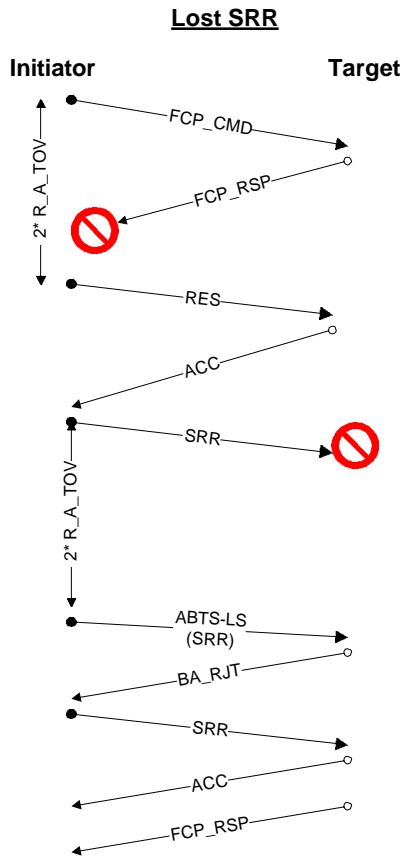 Lost SRR
Initiator
Target
FCP_CMD
2* R_A_TOV
FCP_RSP
RES
ACC
SRR
2* R_A_TOV
ABTS-LS
(SRR)
BA_RJT
SRR
ACC
FCP_RSP